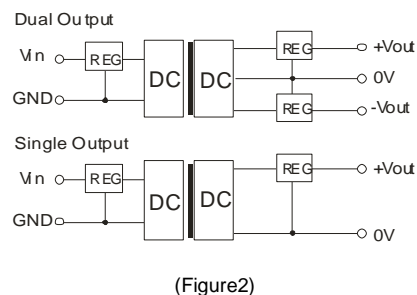 Dual Output
Vin REG DC DC REG +Vout
0V
GND REG -Vout
Single Output
Vin REG DC DC REG +Vout
GND 0V
(Figure2)